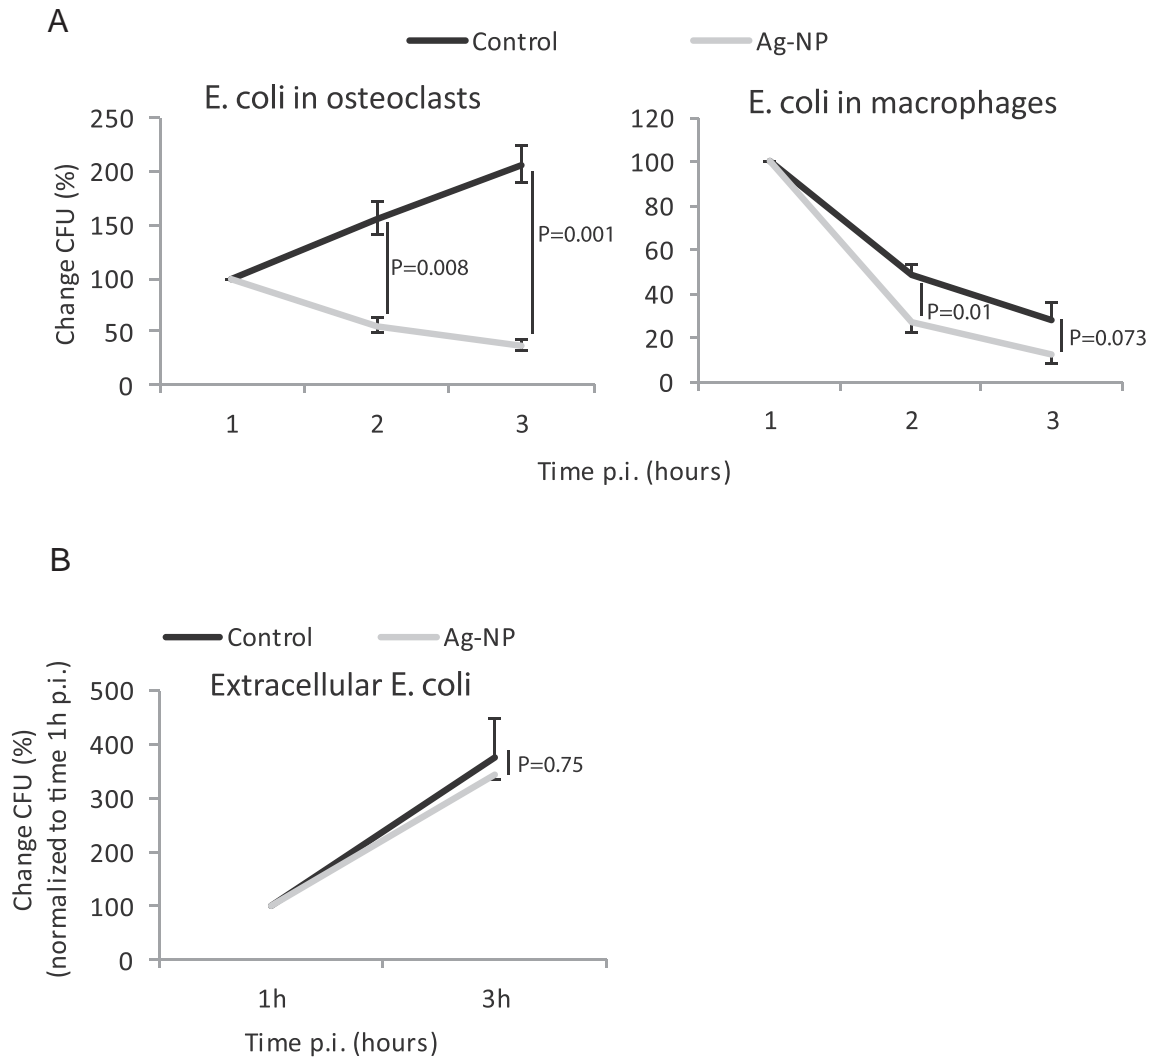 A
Control
Ag-NP
E. coli in osteoclasts
Change CFU (%)
250
200
150
100
50
0
P=0.008
P=0.001
1
2
3
E. coli in macrophages
120
100
80
60
40
20
0
P=0.01
P=0.073
1
2
3
Time p.i. (hours)
B
Control
Ag-NP
Extracellular E. coli
Change CFU (%)
(normalized to time 1h p.i.)
500
400
300
200
100
0
P=0.75
1h
3h
Time p.i. (hours)